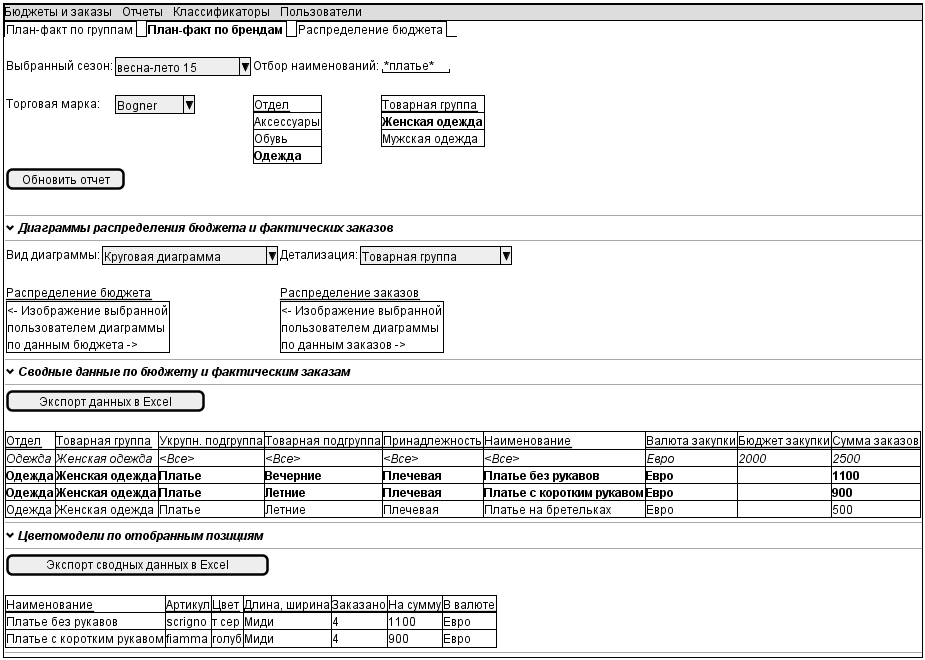 Бюджеты и заказы Отчеты Классификаторы Пользователи
План-факт по группам План-факт по брендам Распределение бюджета
Выбранный сезон: весна-лето 15 Отбор наименований: *платье*
Торговая марка: Bogner Отдел Товарная группа
Аксессуары Женская одежда
Обувь Мужская одежда
Одежда
Обновить отчет
Диаграммы распределения бюджета и фактических заказов
Вид диаграммы: Круговая диаграмма Детализация: Товарная группа
Распределение бюджета Распределение заказов
<- Изображение выбранной <- Изображение выбранной
пользователем диаграммы пользователем диаграммы
по данным бюджета -> по данным заказов ->
Сводные данные по бюджету и фактическим заказам
Экспорт данных в Excel
Отдел Товарная группа Укрупн. подгруппа Товарная подгруппа Принадлежность Наименование Валюта закупки Бюджет закупки Сумма заказов
Одежда Женская одежда <Все> <Все> <Все> <Все> Евро 2000 2500
Одежда Женская одежда Платье Вечерние Плечевая Платье без рукавов Евро 1100
Одежда Женская одежда Платье Летние Плечевая Платье с коротким рукавом Евро 900
Одежда Женская одежда Платье Летние Плечевая Платье на бретельках Евро 500
Цветомодели по отобранным позициям
Экспорт сводных данных в Excel
Наименование Артикул Цвет Длина, ширина Заказано На сумму В валюте
Платье без рукавов scrigno т сер Миди 4 1100 Евро
Платье с коротким рукавом fiamma голуб Миди 4 900 Евро